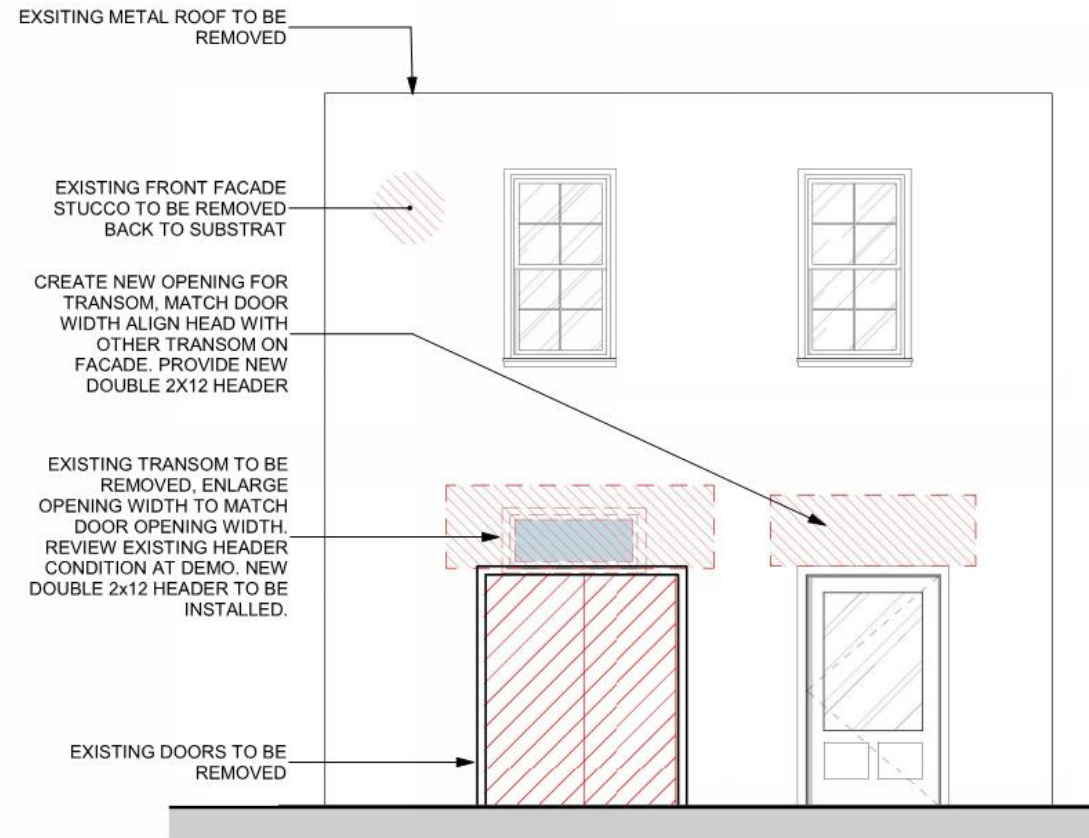 EXSITING METAL ROOF TO BE
REMOVED
EXISTING FRONT FACADE
STUCCO TO BE REMOVED
BACK TO SUBSTRAT
CREATE NEW OPENING FOR
TRANSOM, MATCH DOOR
WIDTH ALIGN HEAD WITH
OTHER TRANSOM ON
FACADE. PROVIDE NEW
DOUBLE 2X12 HEADER
EXISTING TRANSOM TO BE
REMOVED, ENLARGE
OPENING WIDTH TO MATCH
DOOR OPENING WIDTH.
REVIEW EXISTING HEADER
CONDITION AT DEMO. NEW
DOUBLE 2x12 HEADER TO BE
INSTALLED.
EXISTING DOORS TO BE
REMOVED